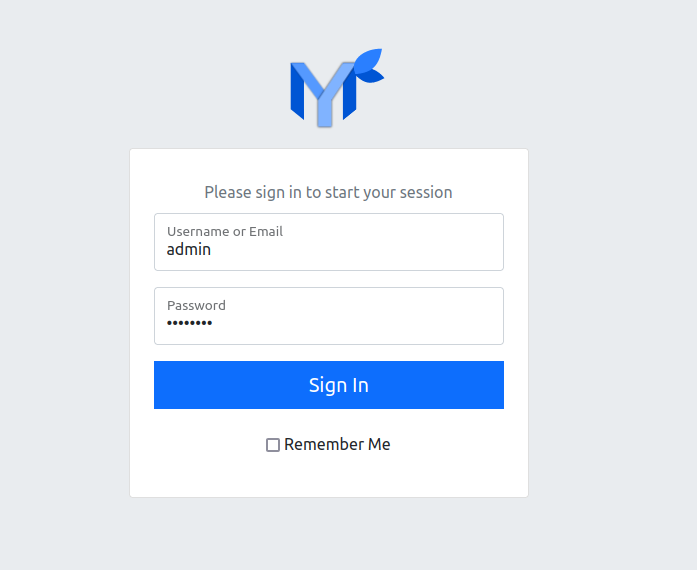 Please sign in to start your session
Username or Email
admin
Password
••••••••
Sign In
Remember Me